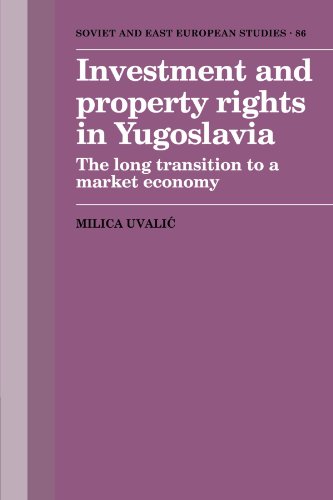 SOVIET AND EAST EUROPEAN STUDIES · 86
Investment and
property rights
in Yugoslavia
The long transition to a
market economy
MILICA UVALIĆ